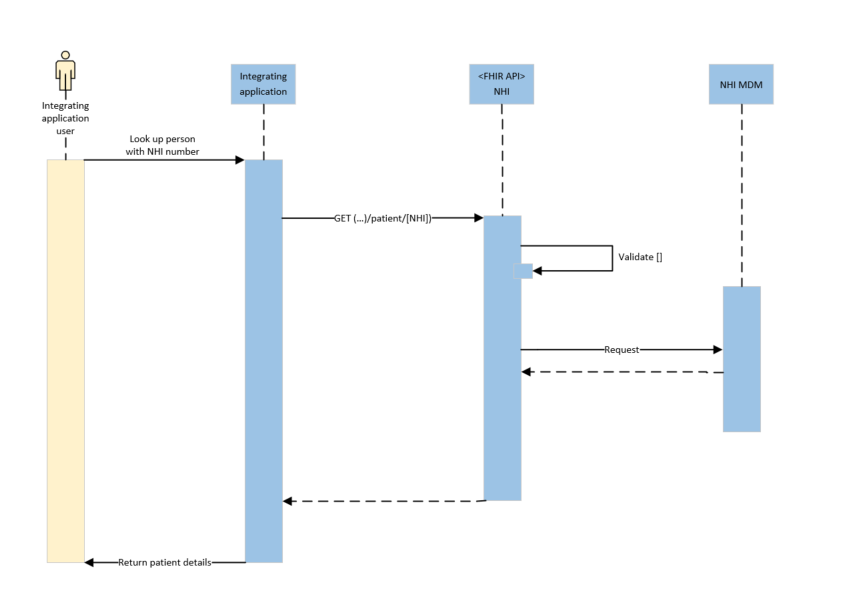 Integrating
application
user
Integrating
application
<FHIR API>
NHI
NHI MDM
Look up person
with NHI number
GET (...)/patient/[NHI])
Validate []
Request
Return patient details